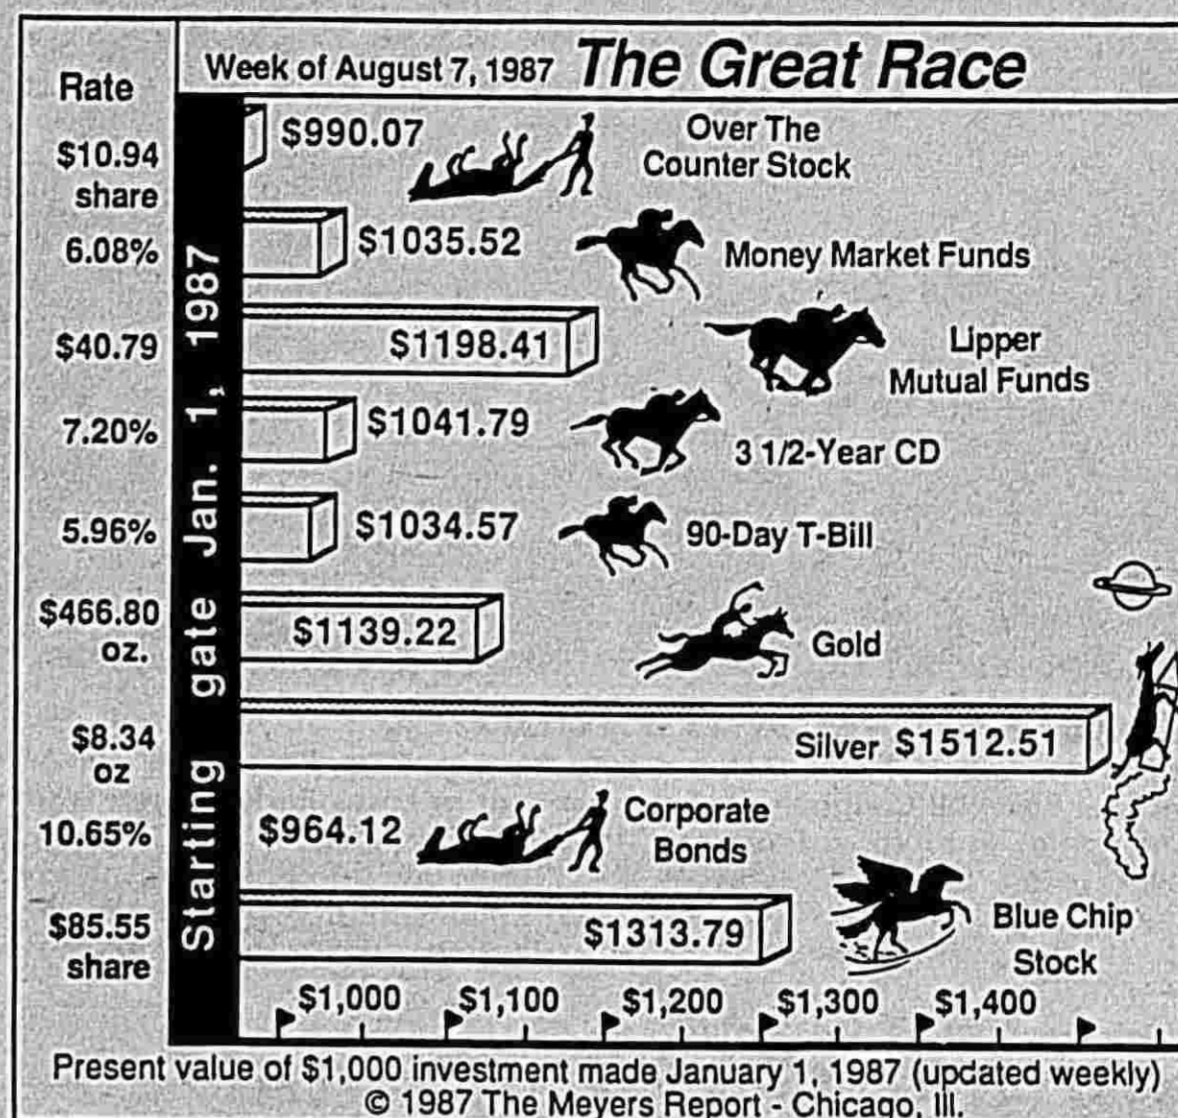 Rate
Week of August 7, 1987 The Great Race
$10.94
share
$990.07
Over The
Counter Stock
6.08%
$1035.52
Money Market Funds
$40.79
$1198.41
Lipper
Mutual Funds
7.20%
$1041.79
3 1/2-Year CD
5.96%
$1034.57
90-Day T-Bill
$466.80
oz.
$1139.22
Gold
$8.34
oz
Silver $1512.51
10.65%
$964.12
Corporate
Bonds
$85.55
share
$1313.79
Blue Chip
Stock
Starting gate Jan. 1, 1987
$1,000 $1,100 $1,200 $1,300 $1,400
Present value of $1,000 investment made January 1, 1987 (updated weekly)
© 1987 The Meyers Report - Chicago, Ill.